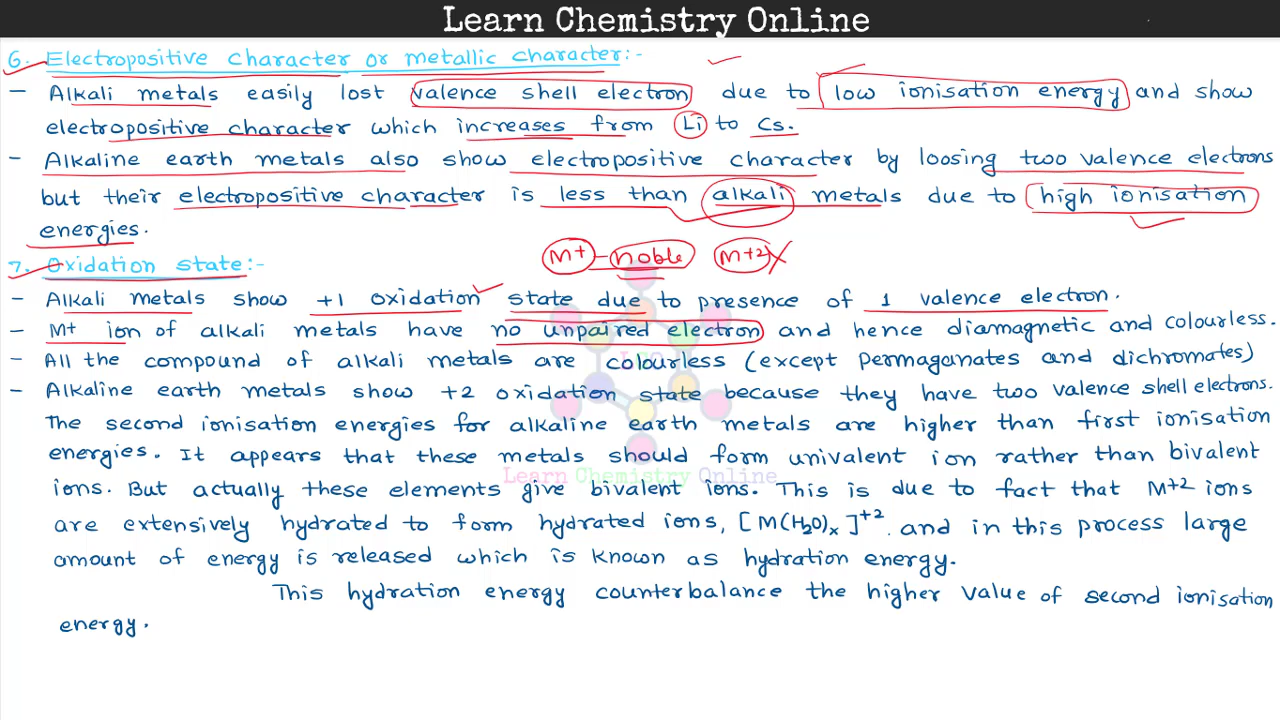 Learn Chemistry Online
6. Electropositive character or metallic character:-
- Alkali metals easily lost valence shell electron due to low ionisation energy and show
electropositive character which increases from Li to Cs.
- Alkaline earth metals also show electropositive character by loosing two valence electrons
but their electropositive character is less than alkali metals due to high ionisation
energies.
M+ - noble M+2 X
7. Oxidation state:-
- Alkali metals show +1 oxidation state due to presence of 1 valence electron.
- M+ ion of alkali metals have no unpaired electron and hence diamagnetic and colourless.
- All the compound of alkali metals are colourless (except permaganates and dichromates)
- Alkaline earth metals show +2 oxidation state because they have two valence shell electrons.
The second ionisation energies for alkaline earth metals are higher than first ionisation
energies. It appears that these metals should form univalent ion rather than bivalent
Learn Chemistry Online
ions. But actually these elements give bivalent ions. This is due to fact that M+2 ions
are extensively hydrated to form hydrated ions, [M(H2O)x]+2. and in this process large
amount of energy is released which is known as hydration energy.
This hydration energy counterbalance the higher value of second ionisation
energy.